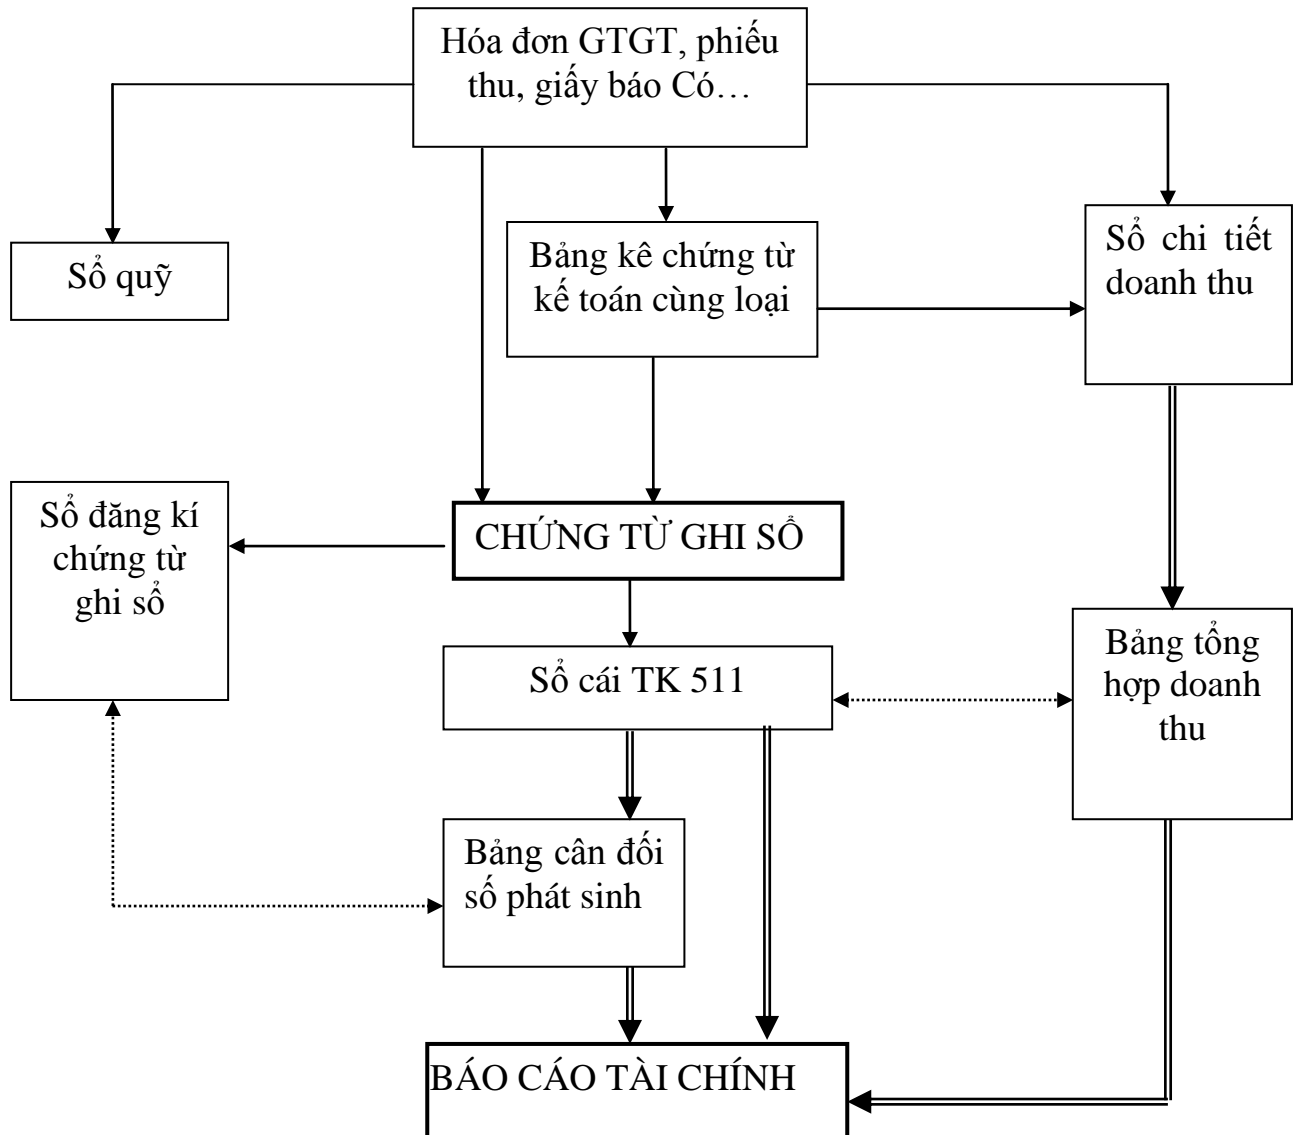 Hóa đơn GTGT, phiếu
thu, giấy báo Có…
Sổ quỹ
Bảng kê chứng từ
kế toán cùng loại
Sổ chi tiết
doanh thu
Sổ đăng kí
chứng từ
ghi sổ
CHỨNG TỪ GHI SỔ
Sổ cái TK 511
Bảng tổng
hợp doanh
thu
Bảng cân đối
số phát sinh
BÁO CÁO TÀI CHÍNH